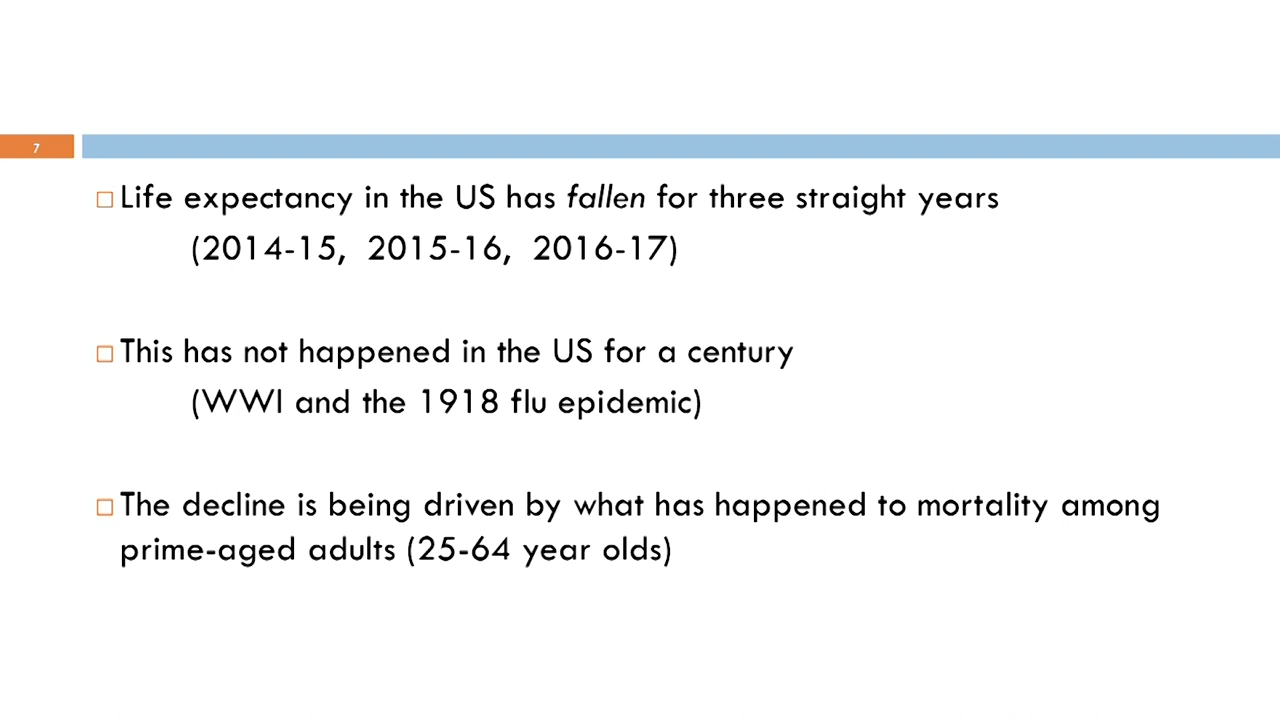 7
Life expectancy in the US has fallen for three straight years
(2014-15, 2015-16, 2016-17)
This has not happened in the US for a century
(WWI and the 1918 flu epidemic)
The decline is being driven by what has happened to mortality among
prime-aged adults (25-64 year olds)